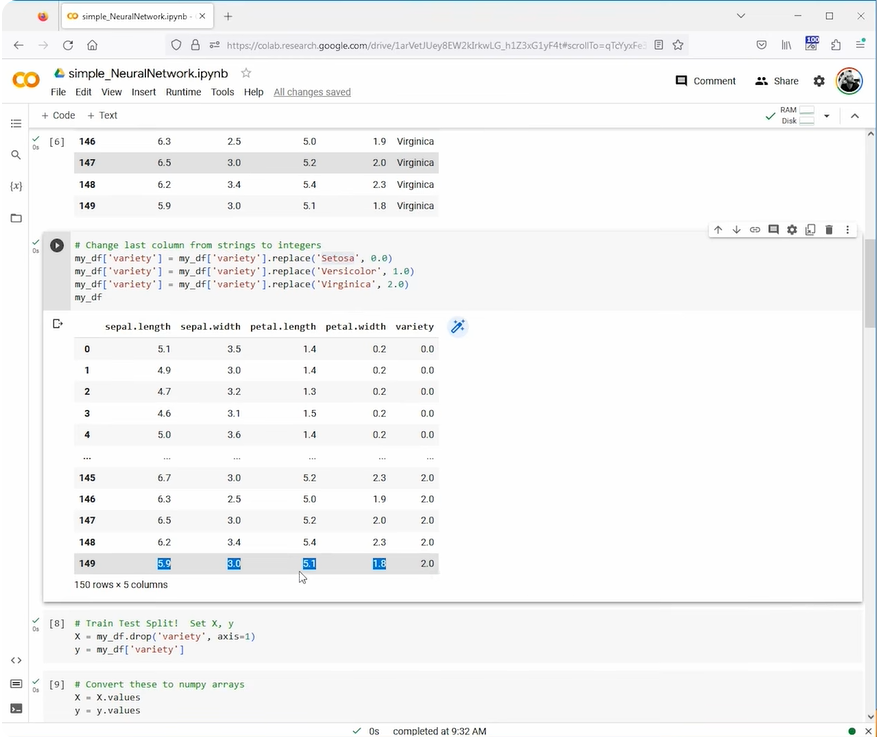 simple_NeuralNetwork.ipynb -
https://colab.research.google.com/drive/1arVetJUey8EW2kIrkwLG_h1Z3xG1yF4t#scrollTo=qTcYyxFe
100
simple_NeuralNetwork.ipynb
Comment
Share
File Edit View Insert Runtime Tools Help All changes saved
+ Code + Text
RAM
Disk
[6] 146 6.3 2.5 5.0 1.9 Virginica
0s
147 6.5 3.0 5.2 2.0 Virginica
148 6.2 3.4 5.4 2.3 Virginica
149 5.9 3.0 5.1 1.8 Virginica
0s
# Change last column from strings to integers
my_df['variety'] = my_df['variety'].replace('Setosa', 0.0)
my_df['variety'] = my_df['variety'].replace('Versicolor', 1.0)
my_df['variety'] = my_df['variety'].replace('Virginica', 2.0)
my_df
sepal.length sepal.width petal.length petal.width variety
0 5.1 3.5 1.4 0.2 0.0
1 4.9 3.0 1.4 0.2 0.0
2 4.7 3.2 1.3 0.2 0.0
3 4.6 3.1 1.5 0.2 0.0
4 5.0 3.6 1.4 0.2 0.0
... ... ... ... ... ...
145 6.7 3.0 5.2 2.3 2.0
146 6.3 2.5 5.0 1.9 2.0
147 6.5 3.0 5.2 2.0 2.0
148 6.2 3.4 5.4 2.3 2.0
149 5.9 3.0 5.1 1.8 2.0
150 rows × 5 columns
[8] # Train Test Split! Set X, y
0s
X = my_df.drop('variety', axis=1)
y = my_df['variety']
[9] # Convert these to numpy arrays
0s
X = X.values
y = y.values
0s completed at 9:32 AM